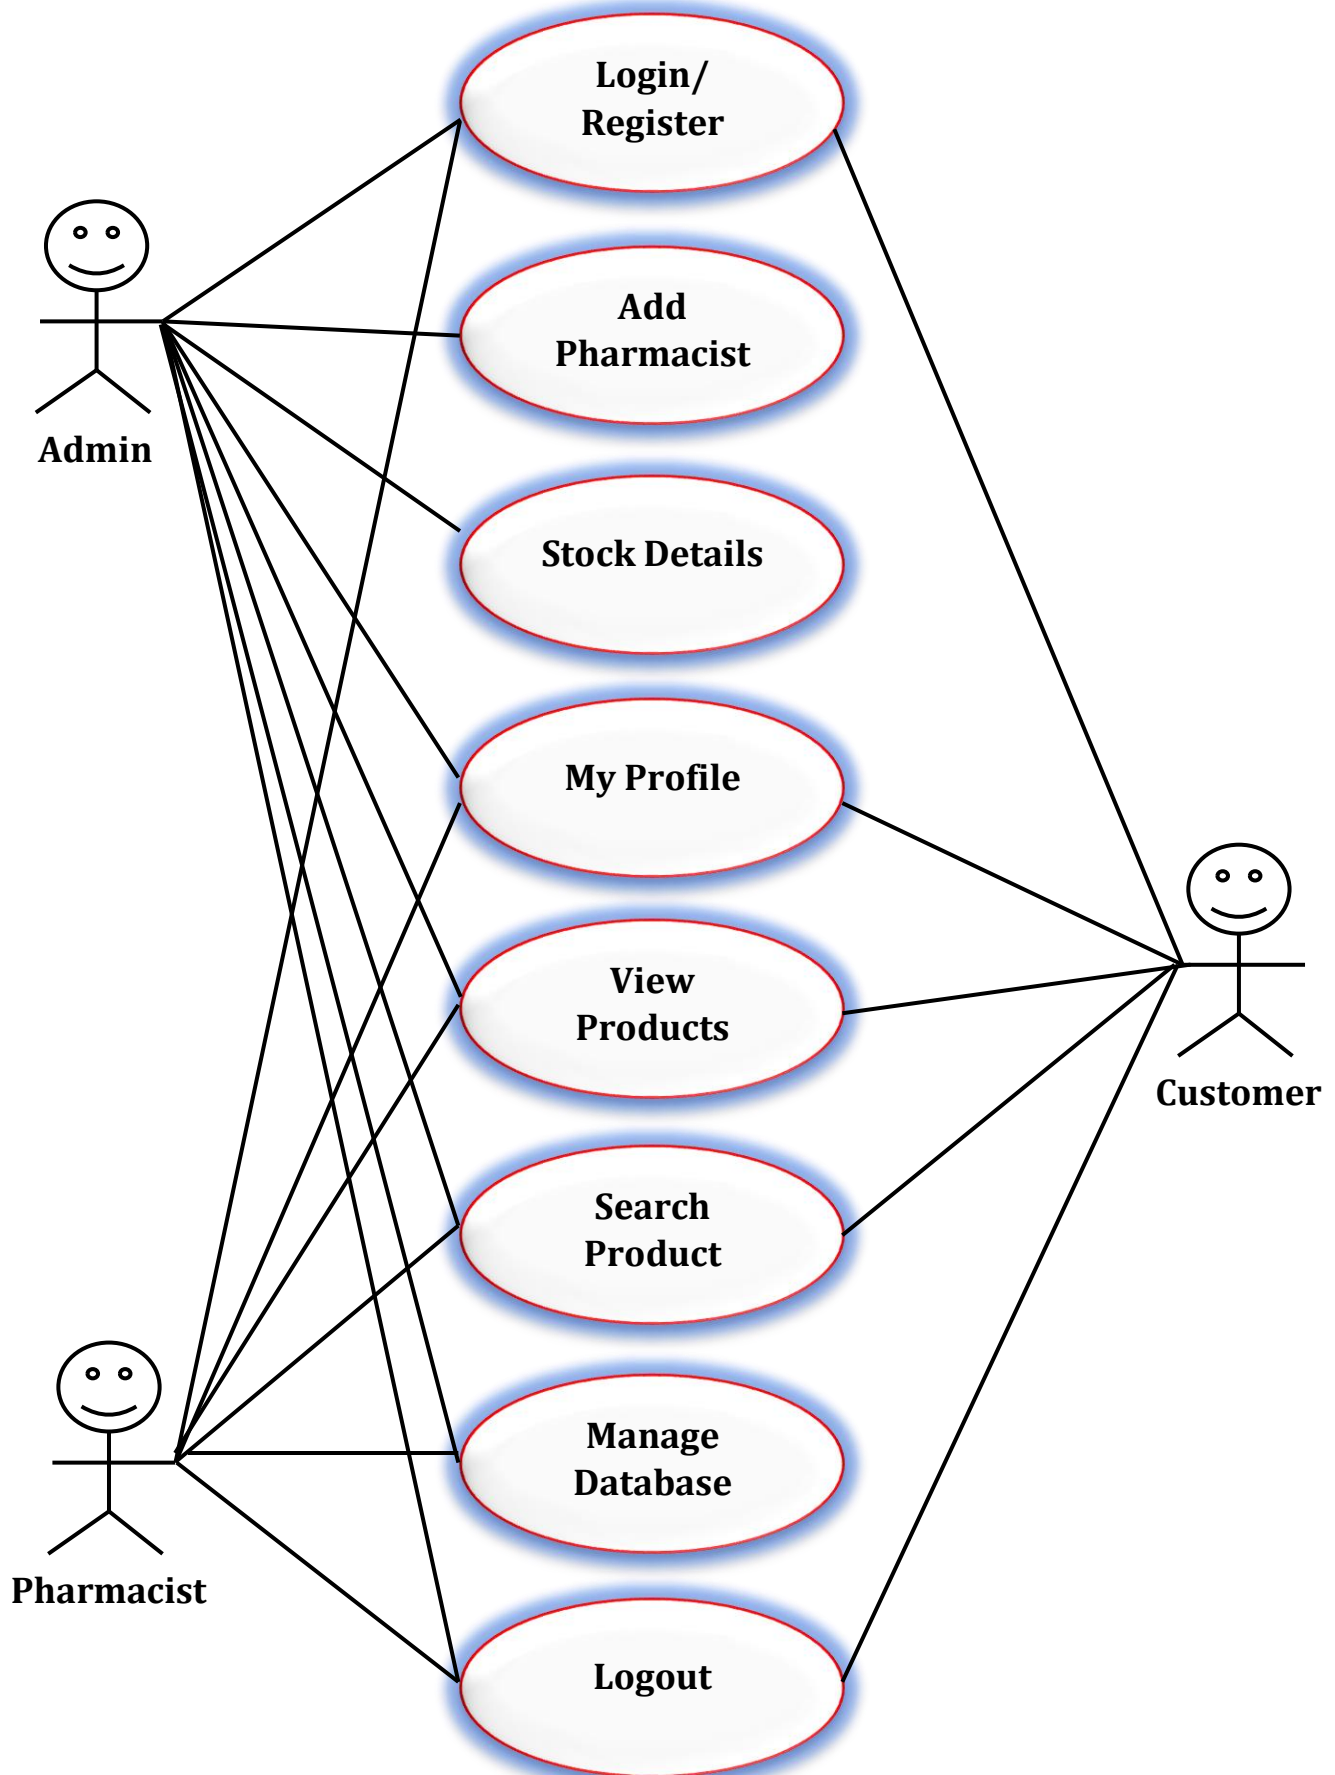 Login/
Register
Add
Pharmacist
Admin
Stock Details
My Profile
View
Products
Customer
Search
Product
Manage
Database
Pharmacist
Logout